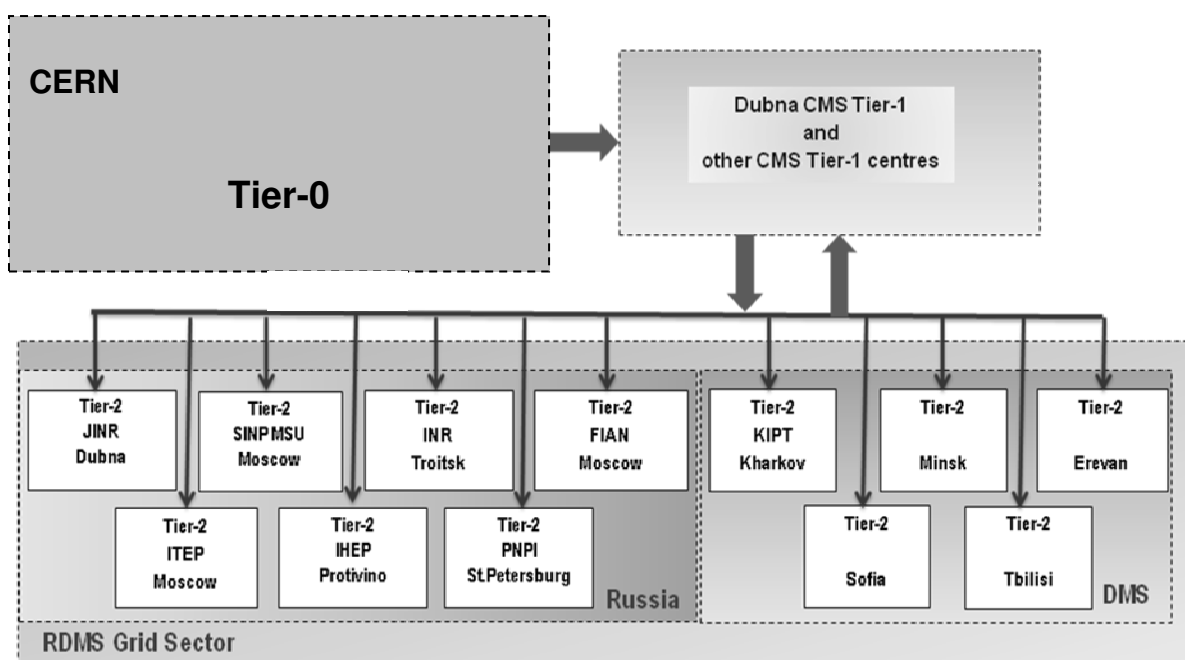 CERN
Tier-0
Dubna CMS Tier-1
and
other CMS Tier-1 centres
Tier-2
JINR
Dubna
Tier-2
SINPMSU
Moscow
Tier-2
INR
Troitsk
Tier-2
FIAN
Moscow
Tier-2
KIPT
Kharkov
Tier-2
Minsk
Tier-2
Erevan
Tier-2
ITEP
Moscow
Tier-2
IHEP
Protivino
Tier-2
PNPI
St.Petersburg
Tier-2
Sofia
Tier-2
Tbilisi
Russia
DMS
RDMS Grid Sector